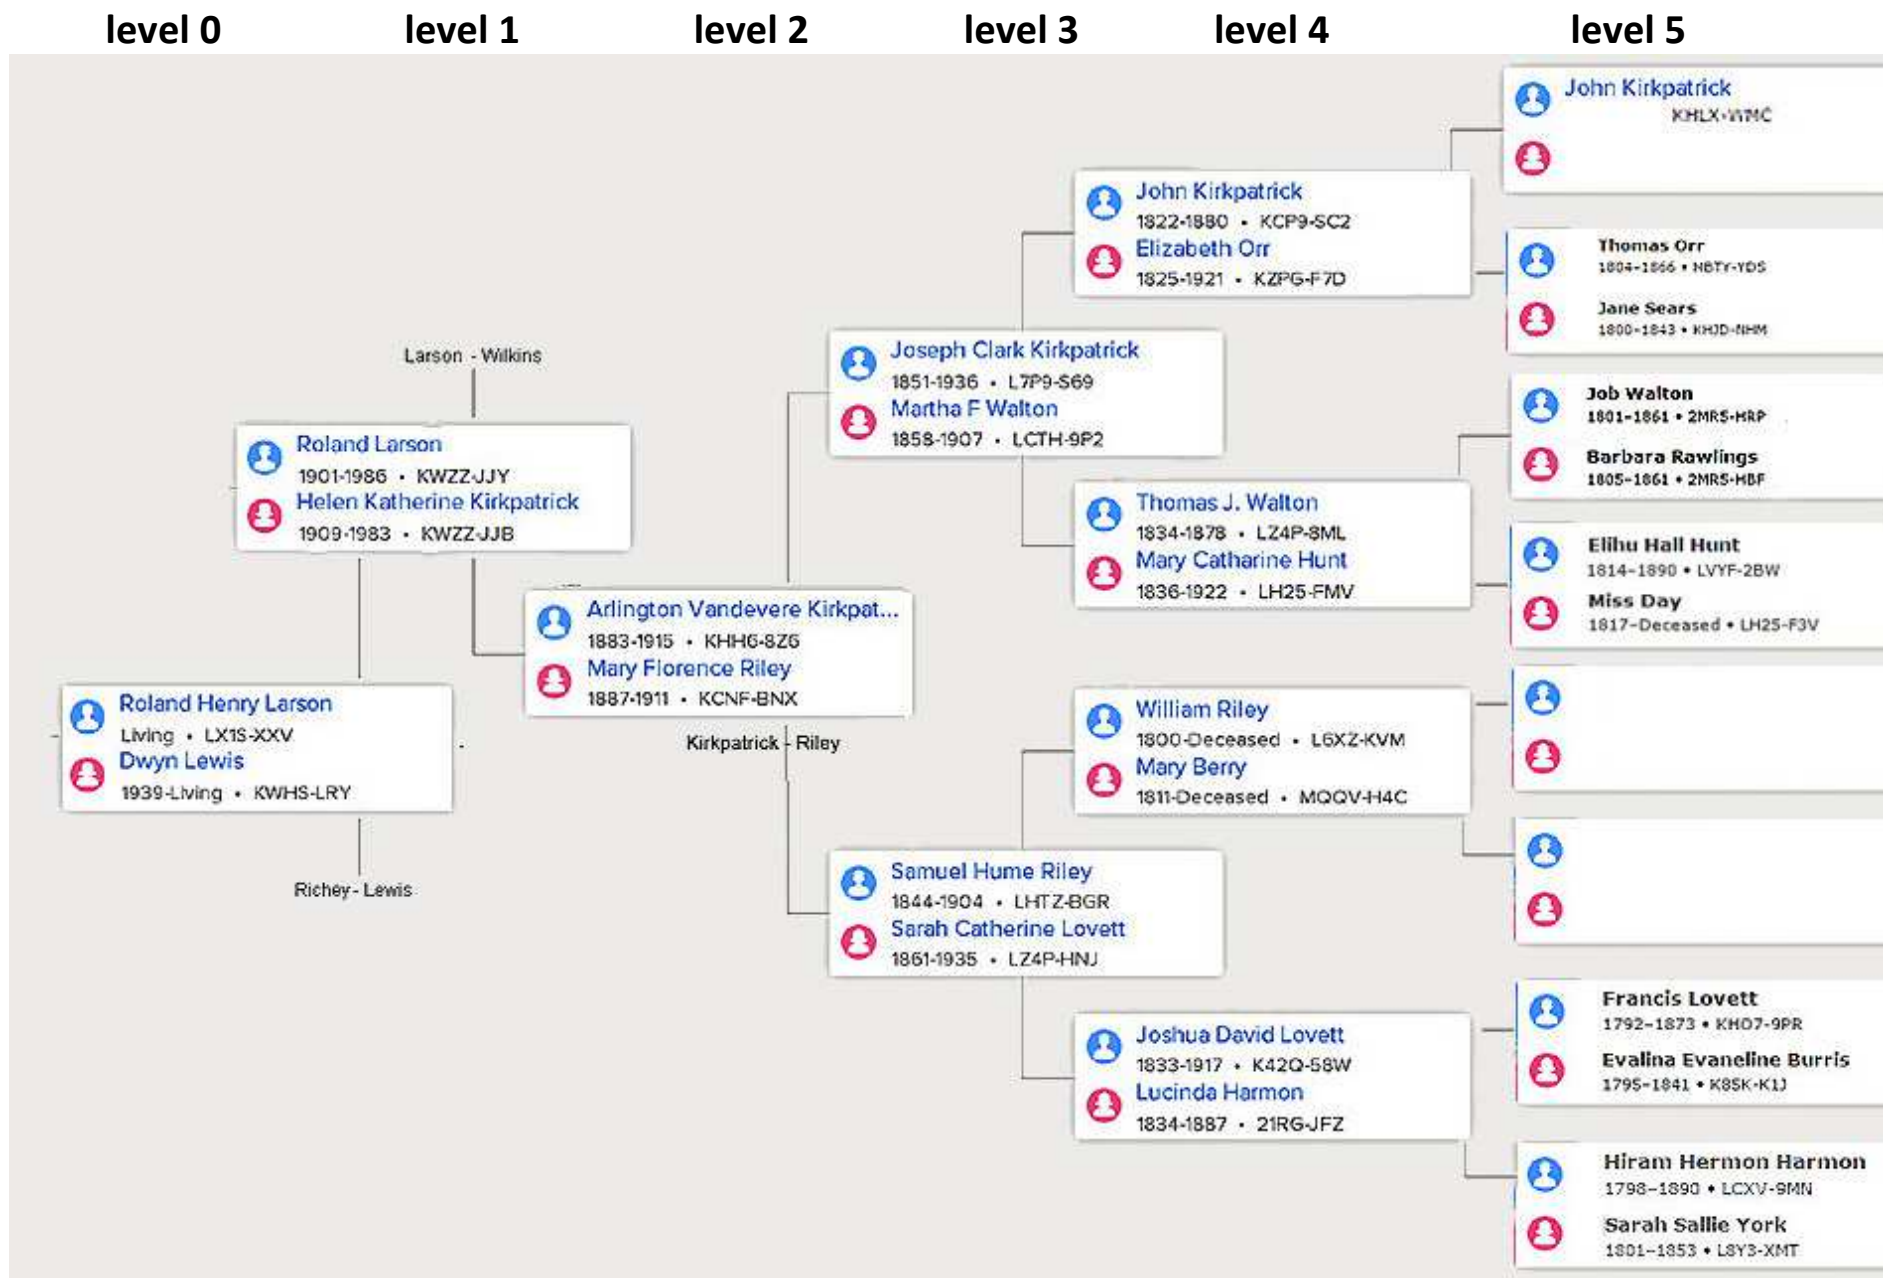 level 0
level 1
level 2
level 3
level 4
level 5
Larson - Wilkins
Roland Larson
1901-1986 • KWZZ-JJY
Helen Katherine Kirkpatrick
1909-1983 • KWZZ-JJB
Roland Henry Larson
Living • LX1S-XXV
Dwyn Lewis
1939-Living • KWHS-LRY
Richey - Lewis
Arlington Vandevere Kirkpat...
1883-1915 • KHH6-8Z6
Mary Florence Riley
1887-1911 • KCNF-BNX
Kirkpatrick - Riley
Joseph Clark Kirkpatrick
1851-1936 • L7P9-S69
Martha F Walton
1858-1907 • LCTH-9P2
Samuel Hume Riley
1844-1904 • LHTZ-BGR
Sarah Catherine Lovett
1861-1935 • LZ4P-HNJ
John Kirkpatrick
1822-1880 • KCP9-SC2
Elizabeth Orr
1825-1921 • KZPG-F7D
Thomas J. Walton
1834-1878 • LZ4P-8ML
Mary Catharine Hunt
1836-1922 • LH25-FMV
William Riley
1800-Deceased • L6XZ-KVM
Mary Berry
1811-Deceased • MQQV-H4C
Joshua David Lovett
1833-1917 • K42Q-58W
Lucinda Harmon
1834-1887 • 21RG-JFZ
John Kirkpatrick
KHLX-WMC
Thomas Orr
1804-1866 • NBTY-YDS
Jane Sears
1800-1843 • KHJD-NHM
Job Walton
1801-1861 • 2MRS-HRP
Barbara Rawlings
1805-1861 • 2MRS-HBF
Elihu Hall Hunt
1814-1890 • LVYF-2BW
Miss Day
1817-Deceased • LH25-F3V
Francis Lovett
1792-1873 • KHO7-9PR
Evalina Evaneline Burris
1795-1841 • K8SK-K1J
Hiram Hermon Harmon
1798-1890 • LCXV-9MN
Sarah Sallie York
1801-1853 • L8Y3-XMT